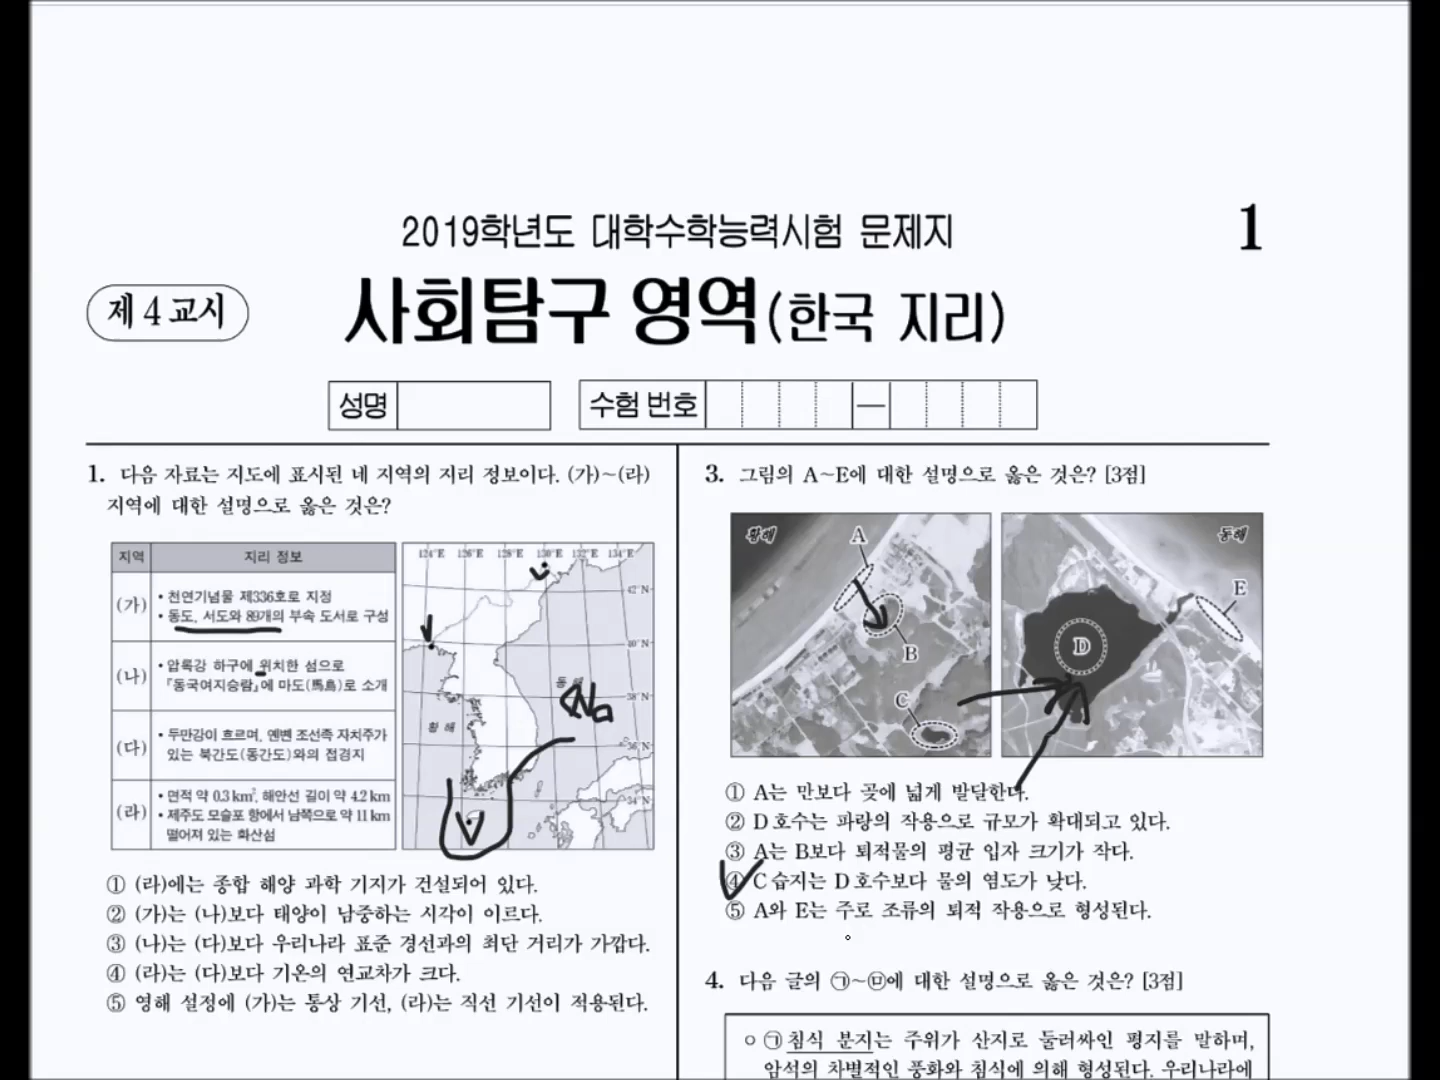 2019학년도 대학수학능력시험 문제지
1
제 4 교시
사회탐구 영역(한국 지리)
성명
수험 번호
—
1. 다음 자료는 지도에 표시된 네 지역의 지리 정보이다. (가)~(라)
지역에 대한 설명으로 옳은 것은?
지역 지리 정보
(가)
• 천연기념물 제336호로 지정
• 동도, 서도와 89개의 부속 도서로 구성
(나)
• 압록강 하구에 위치한 섬으로
『동국여지승람』에 마도(馬島)로 소개
(다)
• 두만강이 흐르며, 옌볜 조선족 자치주가
있는 북간도(동간도)와의 접경지
(라)
• 면적 약 0.3 km², 해안선 길이 약 4.2 km
• 제주도 모슬포 항에서 남쪽으로 약 11 km
떨어져 있는 화산섬
124°E 126°E 128°E 130°E 132°E 134°E
42°N
40°N
38°N
36°N
34°N
동해
황해
① (라)에는 종합 해양 과학 기지가 건설되어 있다.
② (가)는 (나)보다 태양이 남중하는 시각이 이르다.
③ (나)는 (다)보다 우리나라 표준 경선과의 최단 거리가 가깝다.
④ (라)는 (다)보다 기온의 연교차가 크다.
⑤ 영해 설정에 (가)는 통상 기선, (라)는 직선 기선이 적용된다.
3. 그림의 A~E에 대한 설명으로 옳은 것은? [3점]
황해
A
B
C
동해
D
E
① A는 만보다 곶에 넓게 발달한다.
② D 호수는 파랑의 작용으로 규모가 확대되고 있다.
③ A는 B보다 퇴적물의 평균 입자 크기가 작다.
④ C 습지는 D 호수보다 물의 염도가 낮다.
⑤ A와 E는 주로 조류의 퇴적 작용으로 형성된다.
4. 다음 글의 ㉠~㉤에 대한 설명으로 옳은 것은? [3점]
○ ㉠ 침식 분지는 주위가 산지로 둘러싸인 평지를 말하며,
암석의 차별적인 풍화와 침식에 의해 형성된다. 우리나라에